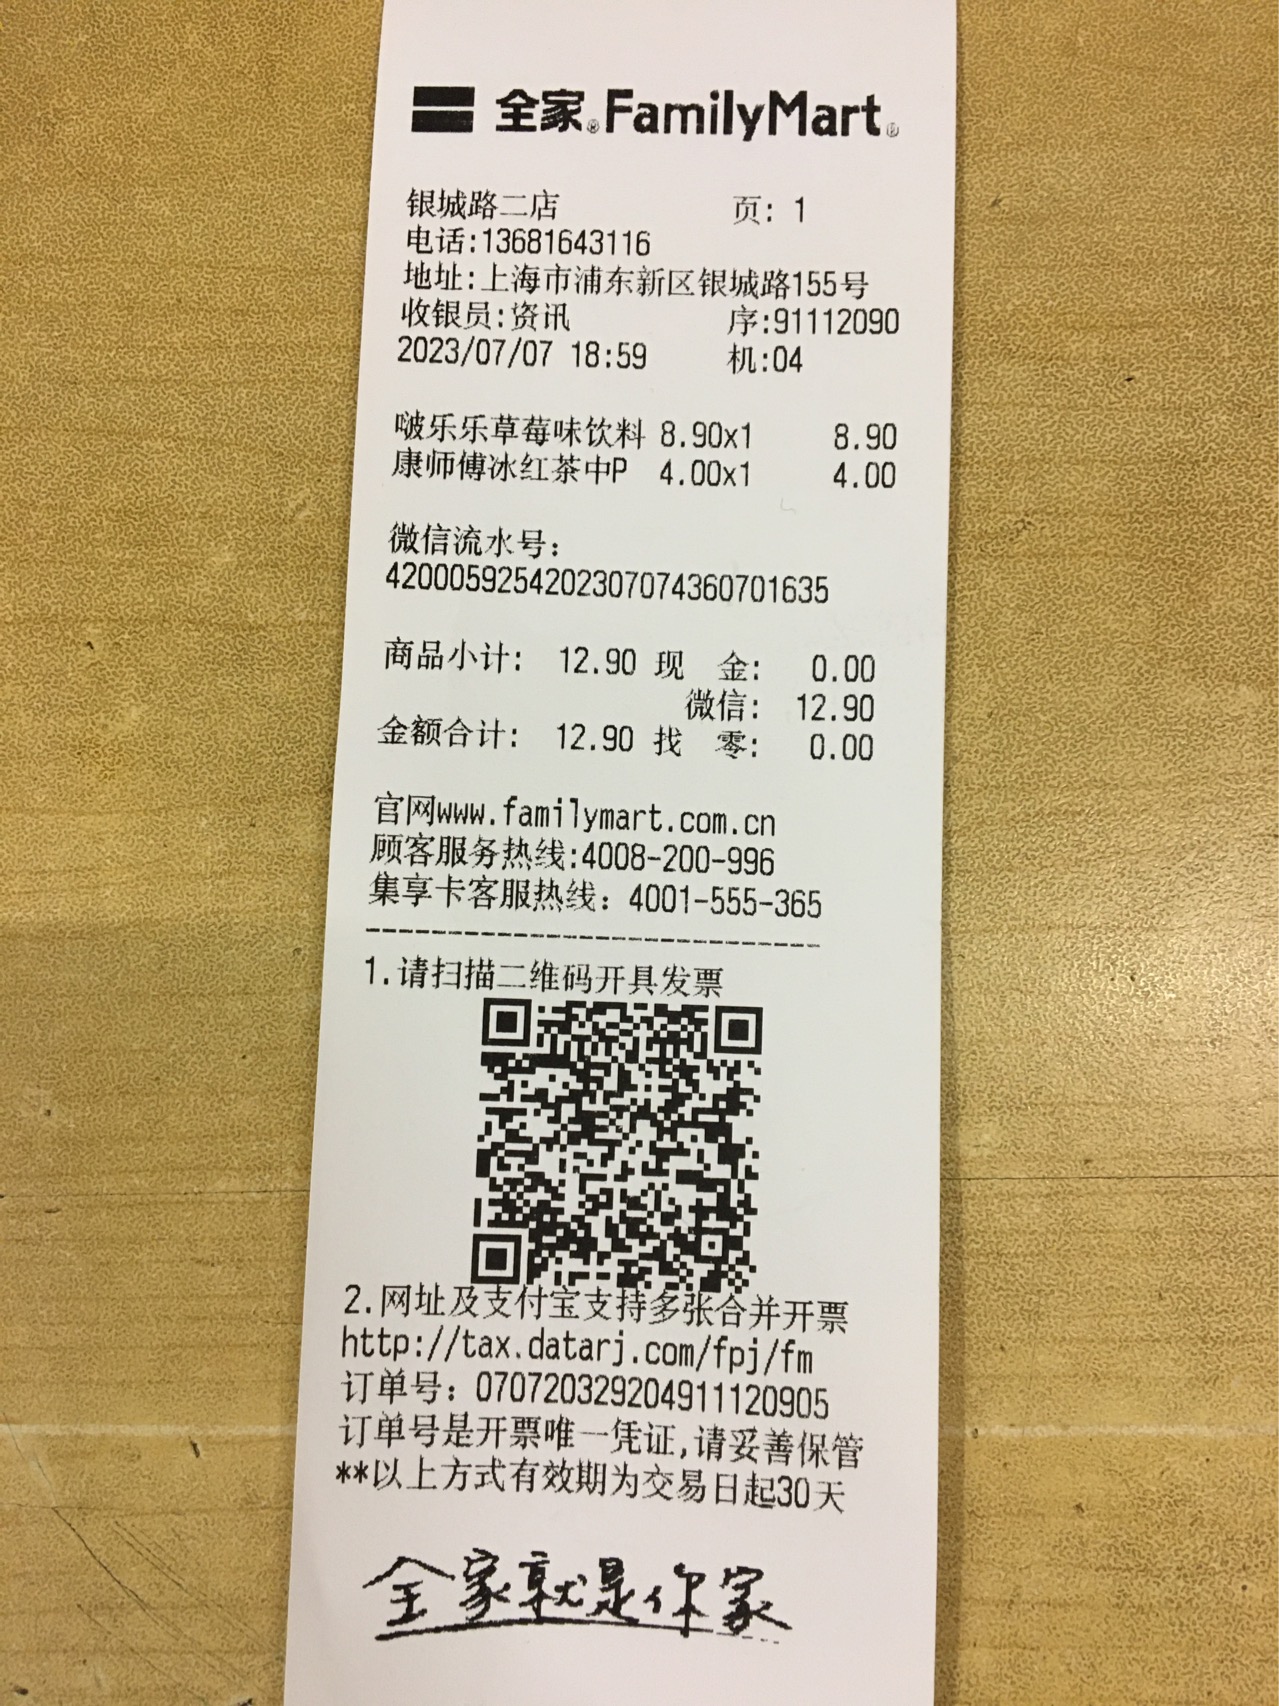 全家® FamilyMart®
银城路二店 页: 1
电话:13681643116
地址:上海市浦东新区银城路155号
收银员:资讯 序:91112090
2023/07/07 18:59 机:04
啵乐乐草莓味饮料 8.90x1 8.90
康师傅冰红茶中P 4.00x1 4.00
微信流水号:
4200059254202307074360701635
商品小计: 12.90 现 金: 0.00
微信: 12.90
金额合计: 12.90 找 零: 0.00
官网www.familymart.com.cn
顾客服务热线:4008-200-996
集享卡客服热线: 4001-555-365
1.请扫描二维码开具发票
2.网址及支付宝支持多张合并开票
http://tax.datarj.com/fpj/fm
订单号: 070720329204911120905
订单号是开票唯一凭证,请妥善保管
**以上方式有效期为交易日起30天
全家就是你家